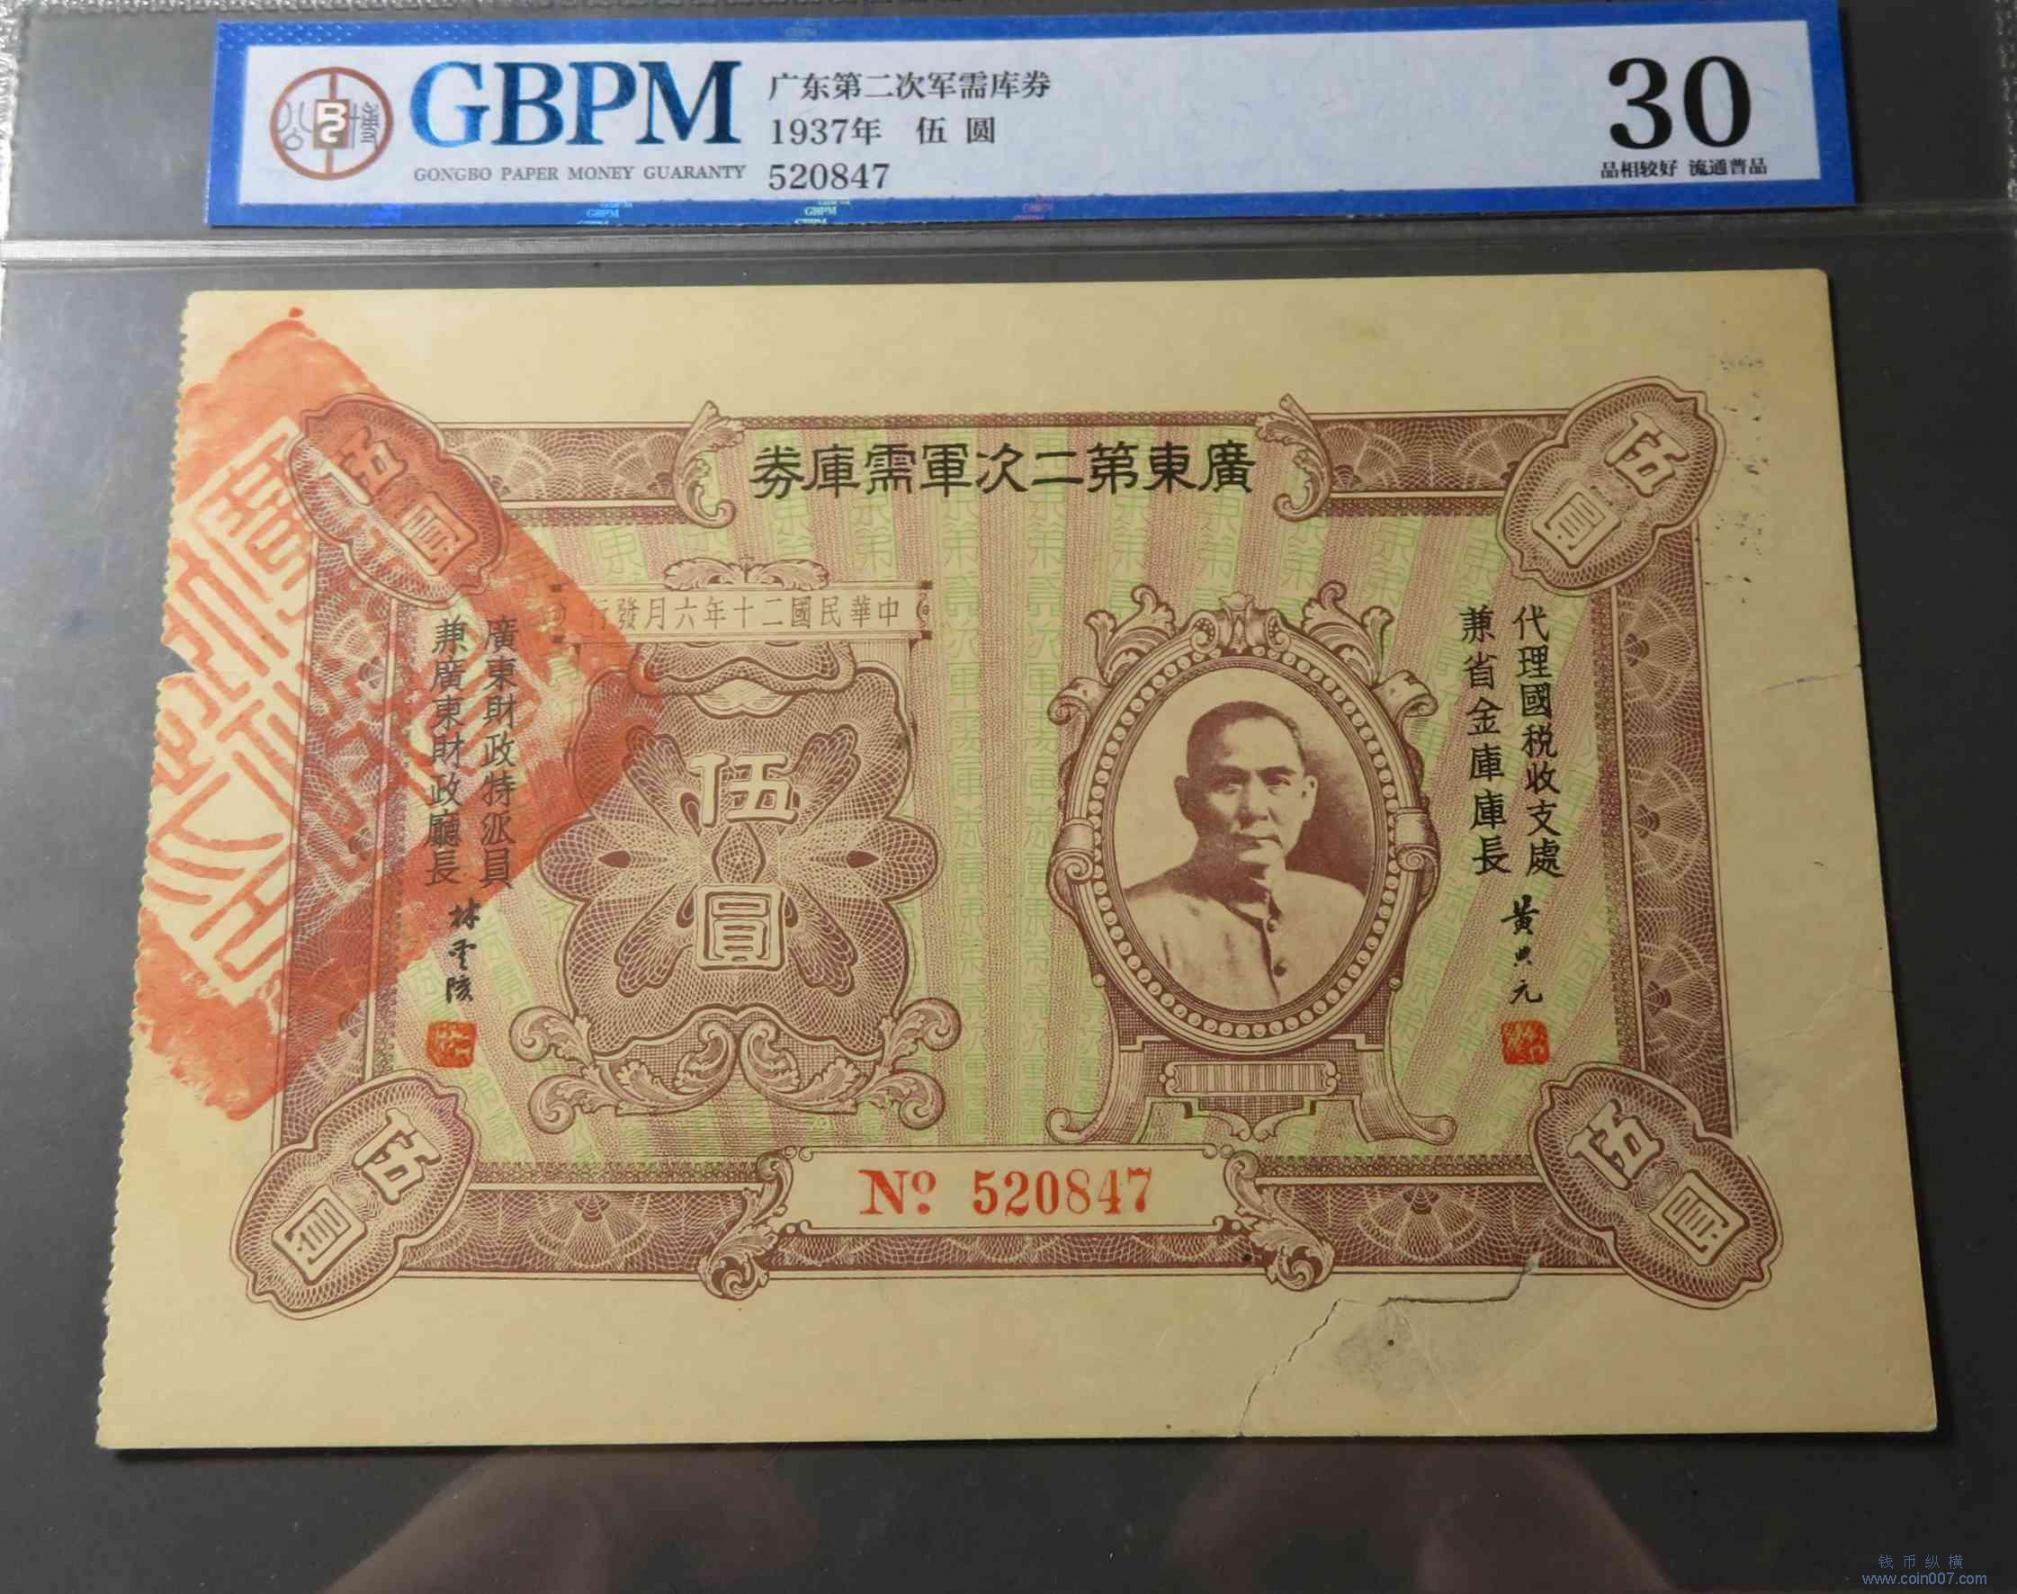 GBPM
GONGBO PAPER MONEY GUARANTY
广东第二次军需库券
1937年 伍 圆
520847
30
品相较好 流通普品
廣東第二次軍需庫券
伍圓
伍圓
中華民國二十年六月發行
廣東財政特派員
兼廣東財政廳長
林雲陔
伍圓
代理國税收支處
兼省金庫庫長
黄典元
伍圓
伍圓
Nº 520847
钱币纵横
www.coin007.com